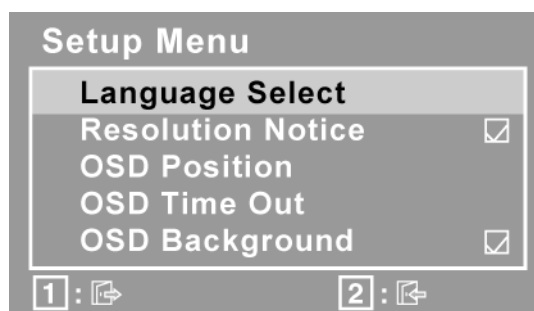 Setup Menu
Language Select
Resolution Notice
OSD Position
OSD Time Out
OSD Background
1 : 2 :